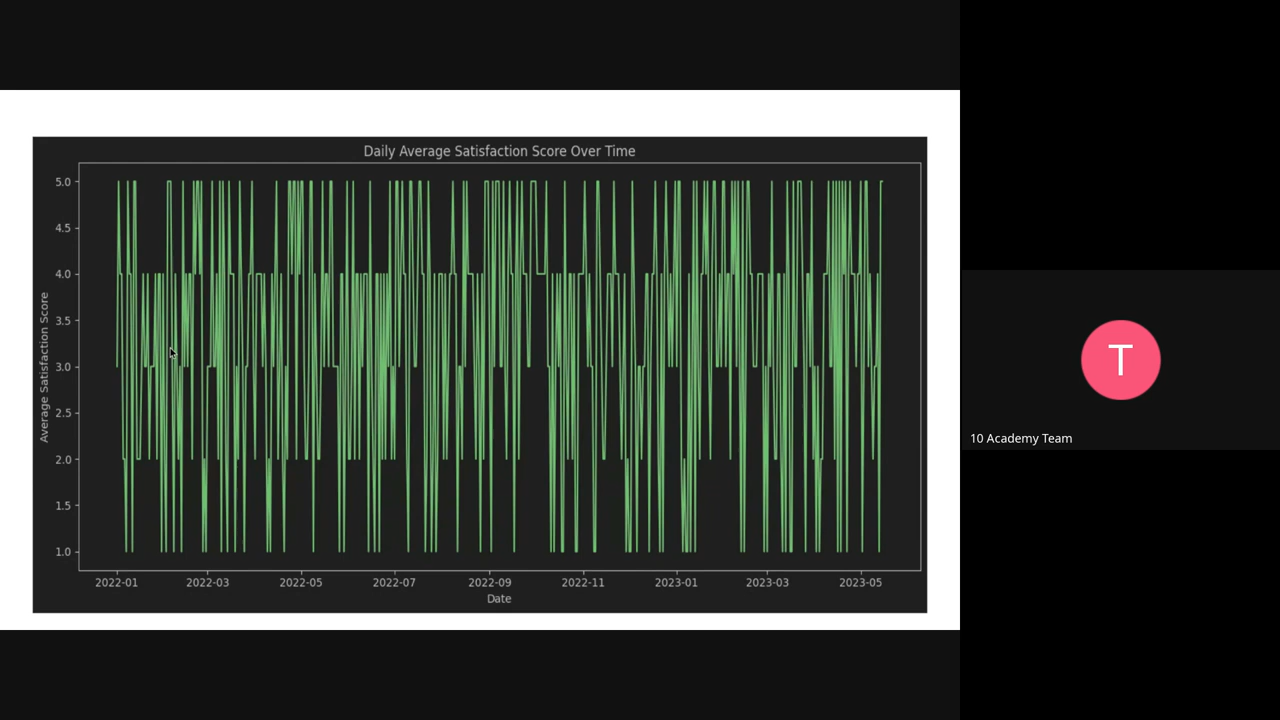 Daily Average Satisfaction Score Over Time
Average Satisfaction Score
5.0
4.5
4.0
3.5
3.0
2.5
2.0
1.5
1.0
2022-01 2022-03 2022-05 2022-07 2022-09 2022-11 2023-01 2023-03 2023-05
Date
T
10 Academy Team